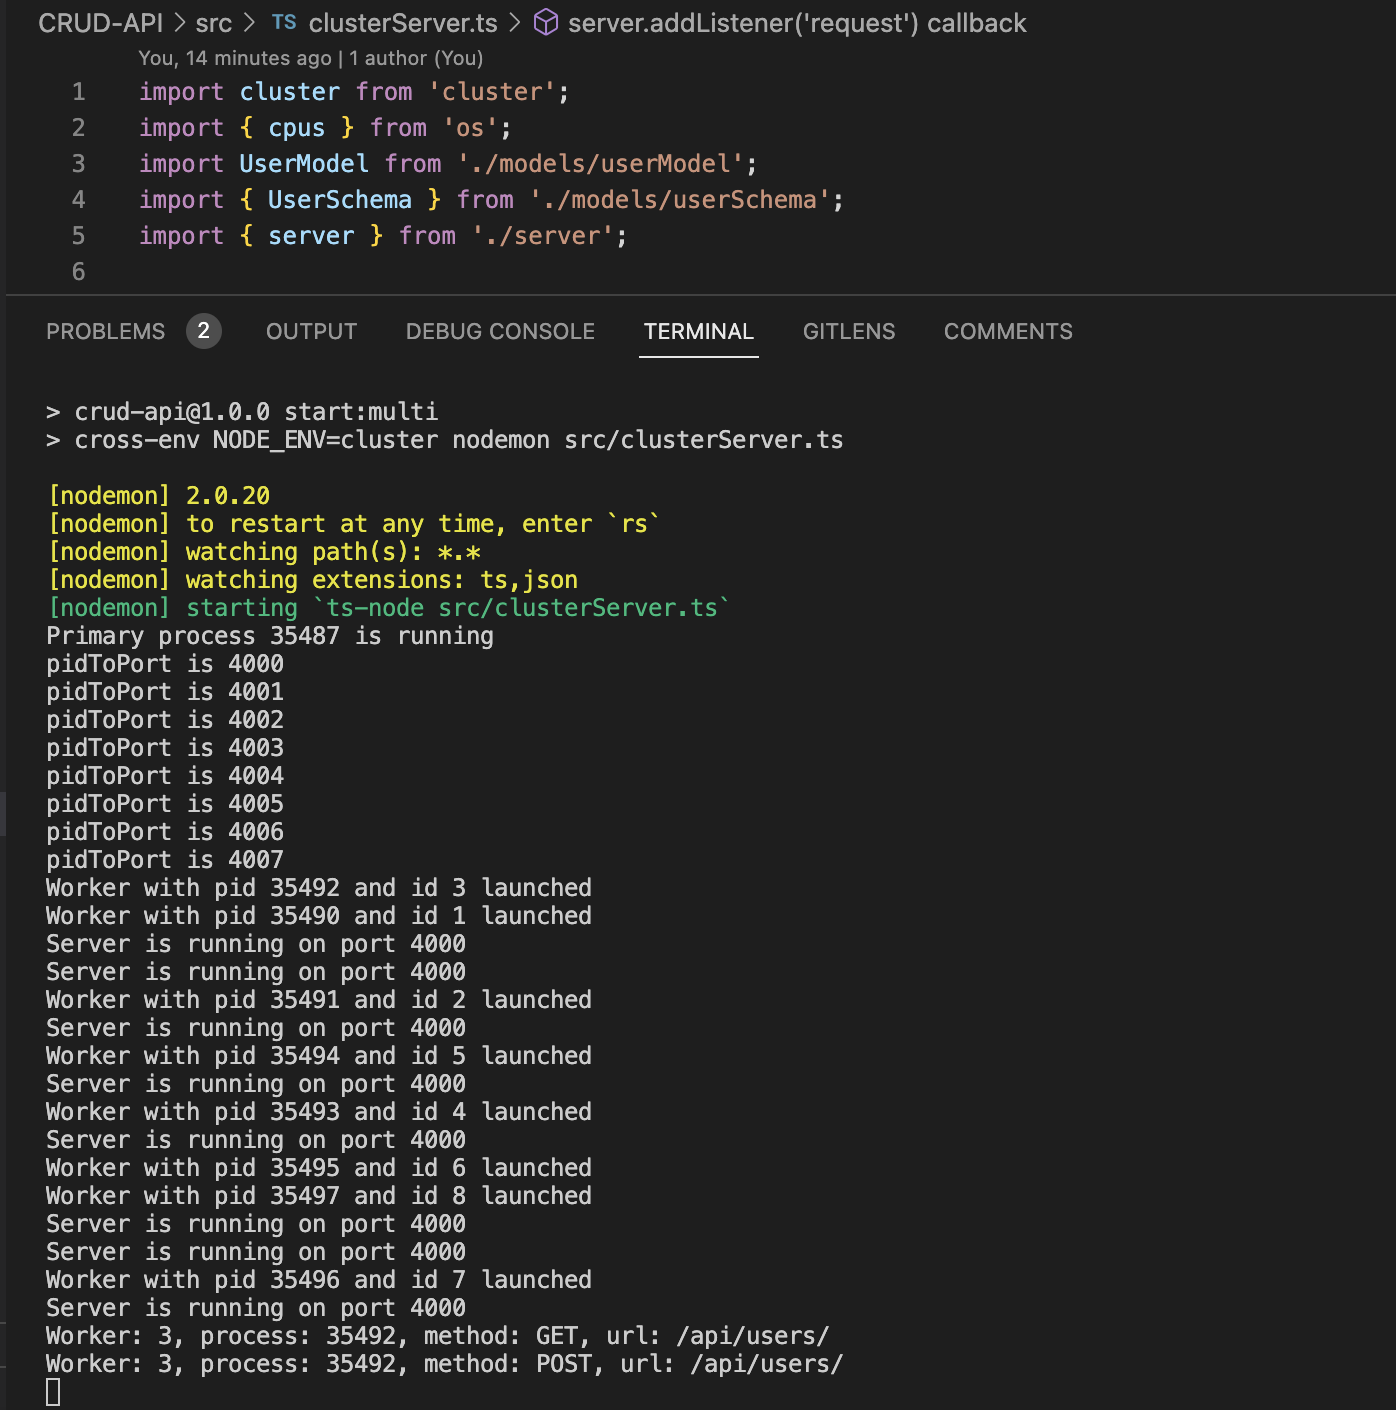 CRUD-API > src > TS clusterServer.ts > server.addListener('request') callback
You, 14 minutes ago | 1 author (You)
1 import cluster from 'cluster';
2 import { cpus } from 'os';
3 import UserModel from './models/userModel';
4 import { UserSchema } from './models/userSchema';
5 import { server } from './server';
6
PROBLEMS 2 OUTPUT DEBUG CONSOLE TERMINAL GITLENS COMMENTS
> crud-api@1.0.0 start:multi
> cross-env NODE_ENV=cluster nodemon src/clusterServer.ts
[nodemon] 2.0.20
[nodemon] to restart at any time, enter `rs`
[nodemon] watching path(s): *.*
[nodemon] watching extensions: ts,json
[nodemon] starting `ts-node src/clusterServer.ts`
Primary process 35487 is running
pidToPort is 4000
pidToPort is 4001
pidToPort is 4002
pidToPort is 4003
pidToPort is 4004
pidToPort is 4005
pidToPort is 4006
pidToPort is 4007
Worker with pid 35492 and id 3 launched
Worker with pid 35490 and id 1 launched
Server is running on port 4000
Server is running on port 4000
Worker with pid 35491 and id 2 launched
Server is running on port 4000
Worker with pid 35494 and id 5 launched
Server is running on port 4000
Worker with pid 35493 and id 4 launched
Server is running on port 4000
Worker with pid 35495 and id 6 launched
Worker with pid 35497 and id 8 launched
Server is running on port 4000
Server is running on port 4000
Worker with pid 35496 and id 7 launched
Server is running on port 4000
Worker: 3, process: 35492, method: GET, url: /api/users/
Worker: 3, process: 35492, method: POST, url: /api/users/